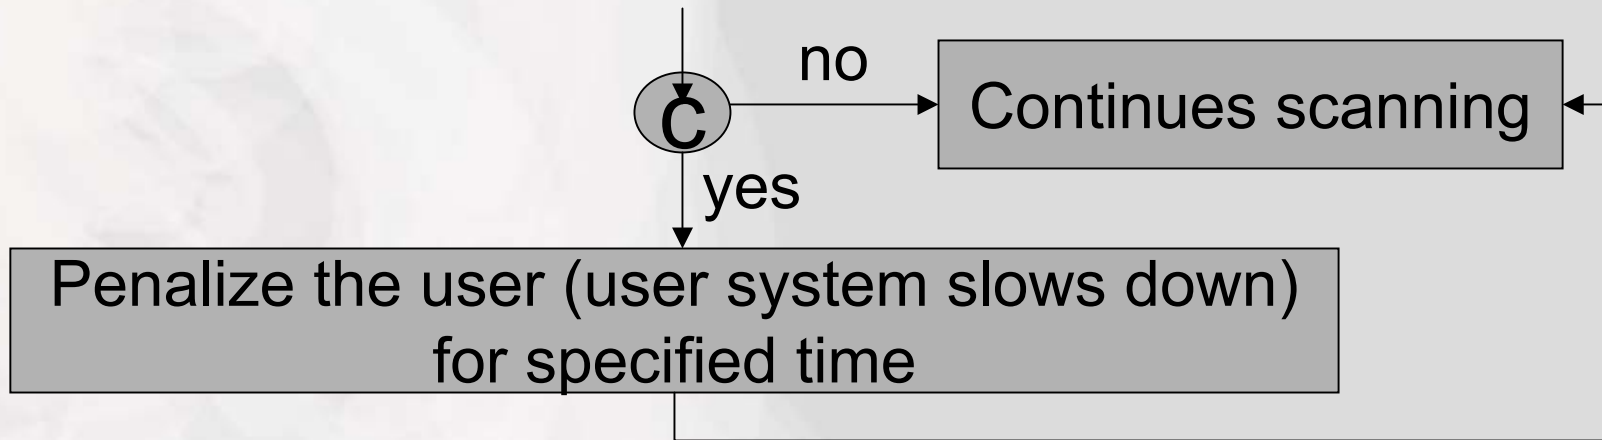 no
C
Continues scanning
yes
Penalize the user (user system slows down)
for specified time